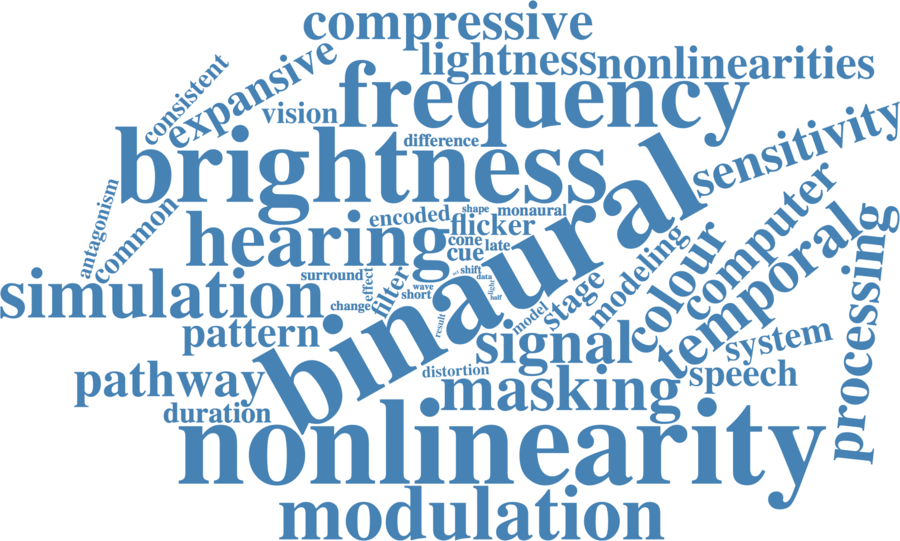 compressive
lightness
nonlinearities
consistent
expansive
vision
frequency
sensitivity
difference
brightness
binaural
computer
antagonism
common
hearing
encoded
shape
monaural
flicker
cone
late
cue
modeling
colour
temporal
processing
simulation
surround
effect
filter
shift
data
wave
short
light
half
change
stage
model
result
pattern
signal
system
pathway
distortion
masking
speech
duration
nonlinearity
modulation